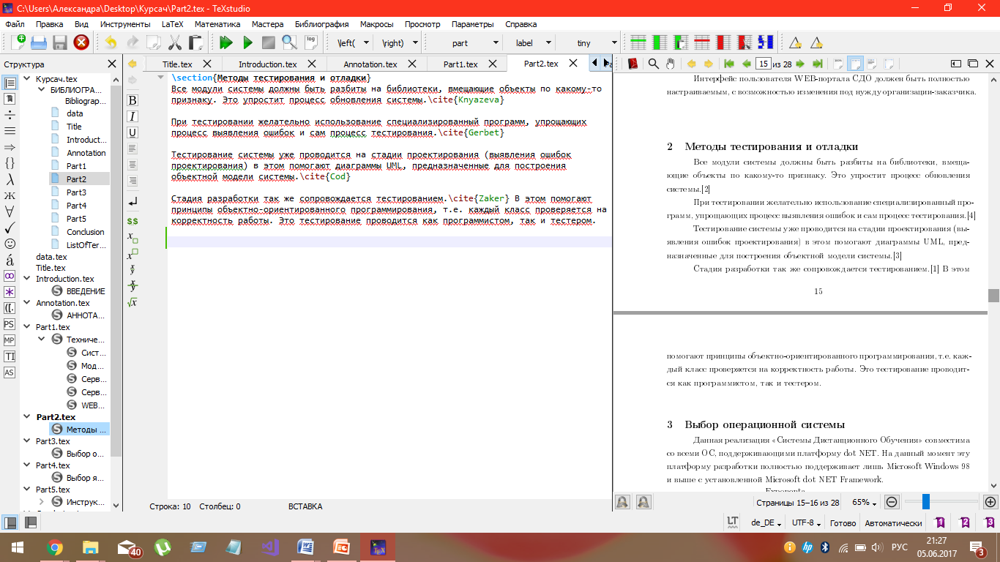 C:\Users\Александра\Desktop\Курсач\Part2.tex - TeXstudio
Файл Правка Вид Инструменты LaTeX Математика Мастера Библиография Макросы Просмотр Параметры Справка
log \left( \right) part label tiny
Структура
Title.tex Introduction.tex Annotation.tex Part1.tex Part2.tex
15 из 28
Курсач.tex
БИБЛИОГРА...
Bibliograp...
data
Title
Introduct...
Annotation
Part1
Part2
Part3
Part4
Part5
Conclusion
ListOfTer...
data.tex
Title.tex
Introduction.tex
ВВЕДЕНИЕ
Annotation.tex
АННОТА...
Part1.tex
Техниче...
Сист...
Мод...
Серв...
Серв...
WEB...
Part2.tex
Методы ...
Part3.tex
Выбор о...
Part4.tex
Выбор я...
Part5.tex
Инструк...
\section{Методы тестирования и отладки}
Все модули системы должны быть разбиты на библиотеки, вмещающие объекты по какому-то
признаку. Это упростит процесс обновления системы.\cite{Knyazeva}
При тестировании желательно использование специализированный программ, упрощающих
процесс выявления ошибок и сам процесс тестирования.\cite{Gerbet}
Тестирование системы уже проводится на стадии проектирования (выявления ошибок
проектирования) в этом помогают диаграммы UML, предназначенные для построения
объектной модели системы.\cite{Cod}
Стадия разработки так же сопровождается тестированием.\cite{Zaker} В этом помогают
принципы объектно-ориентированного программирования, т.е. каждый класс проверяется на
корректность работы. Это тестирование проводится как программистом, так и тестером.
Интерфейс пользователя WEB-портала СДО должен быть полностью
настраиваемым, с возможностью изменения под нужду организации-заказчика.
2 Методы тестирования и отладки
Все модули системы должны быть разбиты на библиотеки, вмеща-
ющие объекты по какому-то признаку. Это упростит процесс обновления
системы.[2]
При тестировании желательно использование специализированный про-
грамм, упрощающих процесс выявления ошибок и сам процесс тестирования.[4]
Тестирование системы уже проводится на стадии проектирования (вы-
явления ошибок проектирования) в этом помогают диаграммы UML, пред-
назначенные для построения объектной модели системы.[3]
Стадия разработки так же сопровождается тестированием.[1] В этом
15
помогают принципы объектно-ориентированного программирования, т.е. каж-
дый класс проверяется на корректность работы. Это тестирование проводит-
ся как программистом, так и тестером.
3 Выбор операционной системы
Данная реализация «Системы Дистанционного Обучения» совместима
со всеми ОС, поддерживающими платформу dot NET. На данный момент эту
платформу разработки полностью поддерживает лишь Microsoft Windows 98
и выше с установленной Microsoft dot NET Framework.
Строка: 10 Столбец: 0 ВСТАВКА
Страницы 15–16 из 28 65%
LT de_DE UTF-8 Готово Автоматически 1 2 3
40 РУС 21:27
05.06.2017 3